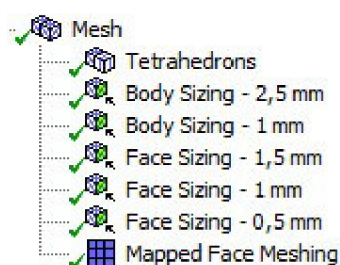 Mesh
Tetrahedrons
Body Sizing - 2,5 mm
Body Sizing - 1 mm
Face Sizing - 1,5 mm
Face Sizing - 1 mm
Face Sizing - 0,5 mm
Mapped Face Meshing